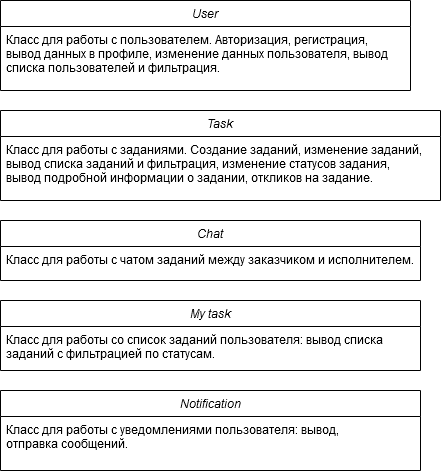 User
Класс для работы с пользователем. Авторизация, регистрация,
вывод данных в профиле, изменение данных пользователя, вывод
списка пользователей и фильтрация.
Task
Класс для работы с заданиями. Создание заданий, изменение заданий,
вывод списка заданий и фильтрация, изменение статусов задания,
вывод подробной информации о задании, откликов на задание.
Chat
Класс для работы с чатом заданий между заказчиком и исполнителем.
My task
Класс для работы со список заданий пользователя: вывод списка
заданий с фильтрацией по статусам.
Notification
Класс для работы с уведомлениями пользователя: вывод,
отправка сообщений.